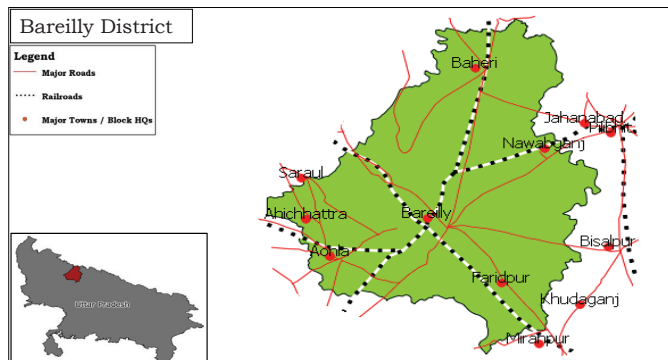 Bareilly District
Legend
Major Roads
Railroads
Major Towns / Block HQs
Baheri
Jahanabad
Pilibhit
Nawabganj
Saraul
Ahichhattra
Bareilly
Aonla
Bisalpur
Faridpur
Khudaganj
Miranpur
Uttar Pradesh